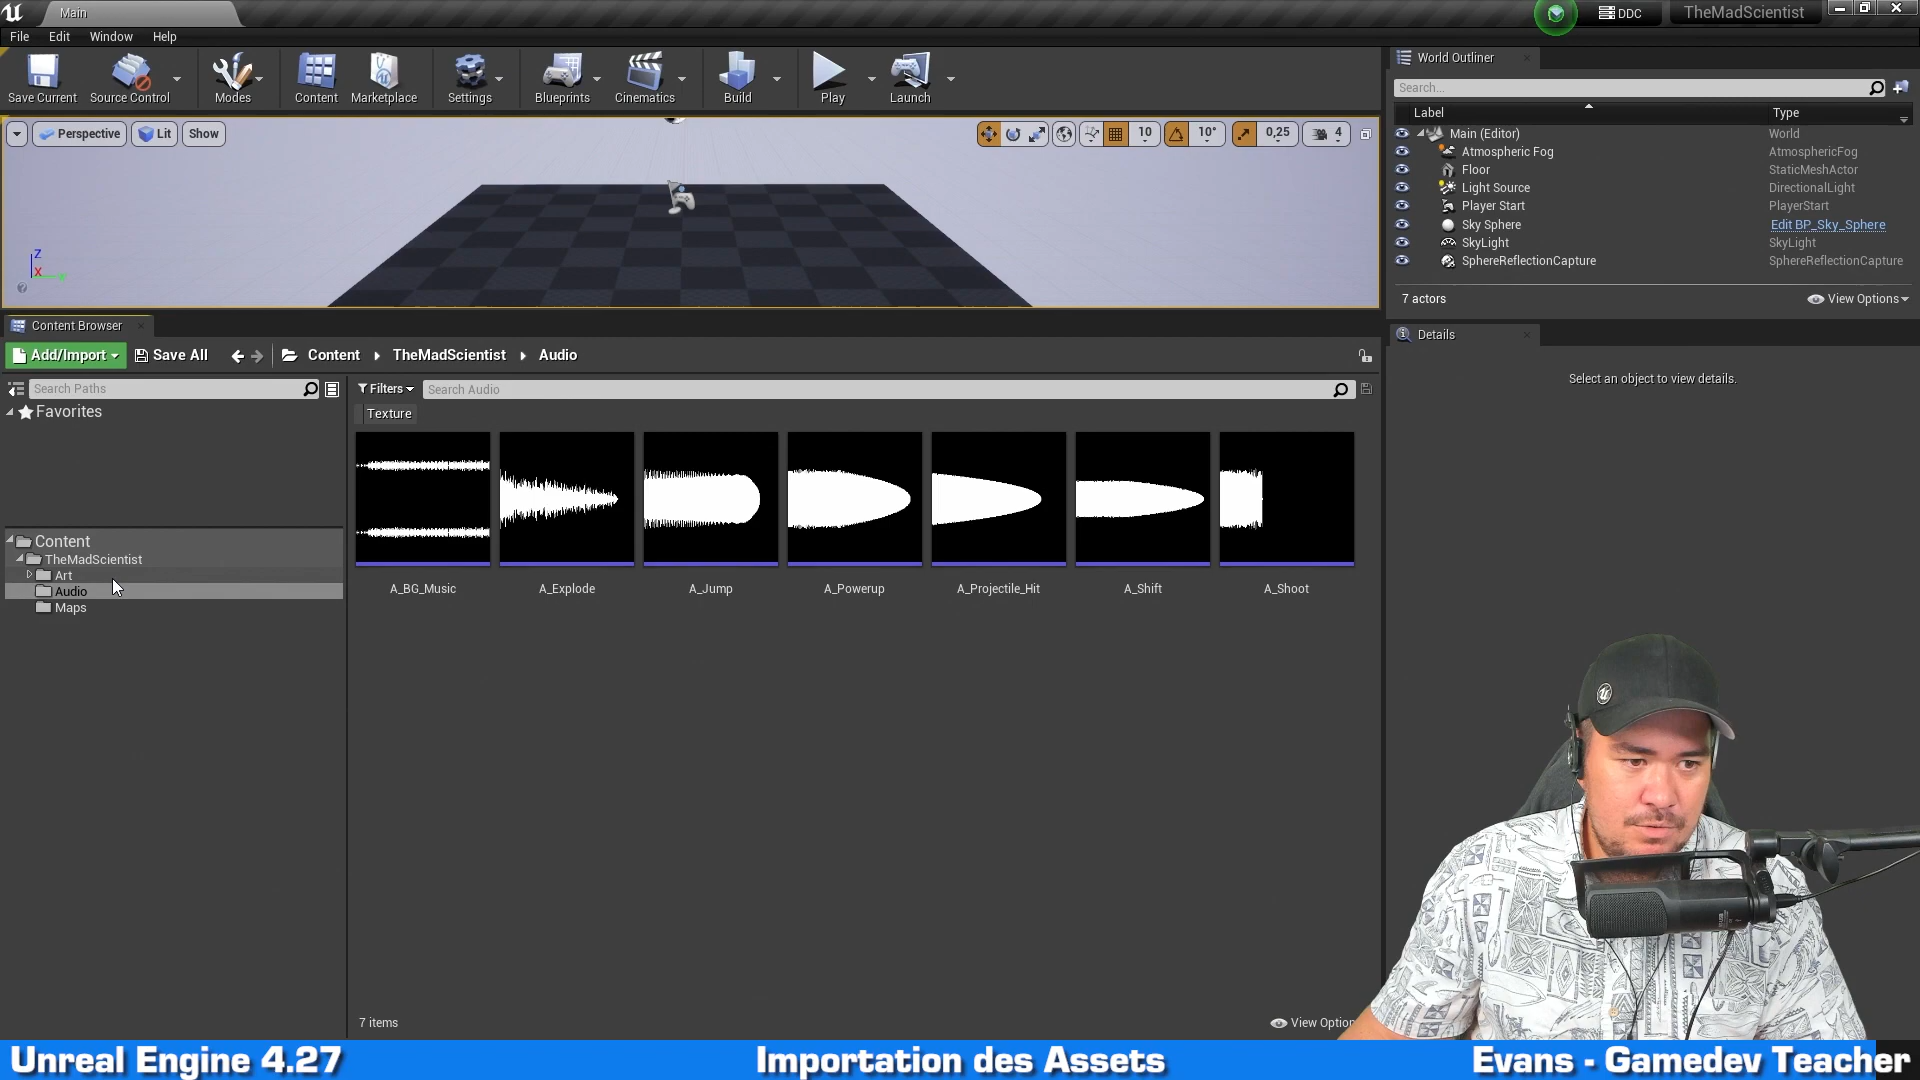 Main
DDC
TheMadScientist
File Edit Window Help
Save Current
Source Control
Modes
Content
Marketplace
Settings
Blueprints
Cinematics
Build
Play
Launch
Perspective
Lit
Show
10
10°
0,25
4
Z
X
World Outliner
Search...
Label Type
Main (Editor) World
Atmospheric Fog AtmosphericFog
Floor StaticMeshActor
Light Source DirectionalLight
Player Start PlayerStart
Sky Sphere Edit BP_Sky_Sphere
SkyLight SkyLight
SphereReflectionCapture SphereReflectionCapture
7 actors
View Options
Details
Select an object to view details.
Content Browser
Add/Import
Save All
Content
TheMadScientist
Audio
Search Paths
Favorites
Content
TheMadScientist
Art
Audio
Maps
Filters
Search Audio
Texture
A_BG_Music
A_Explode
A_Jump
A_Powerup
A_Projectile_Hit
A_Shift
A_Shoot
7 items
View Option
Unreal Engine 4.27
Importation des Assets
Evans - Gamedev Teacher